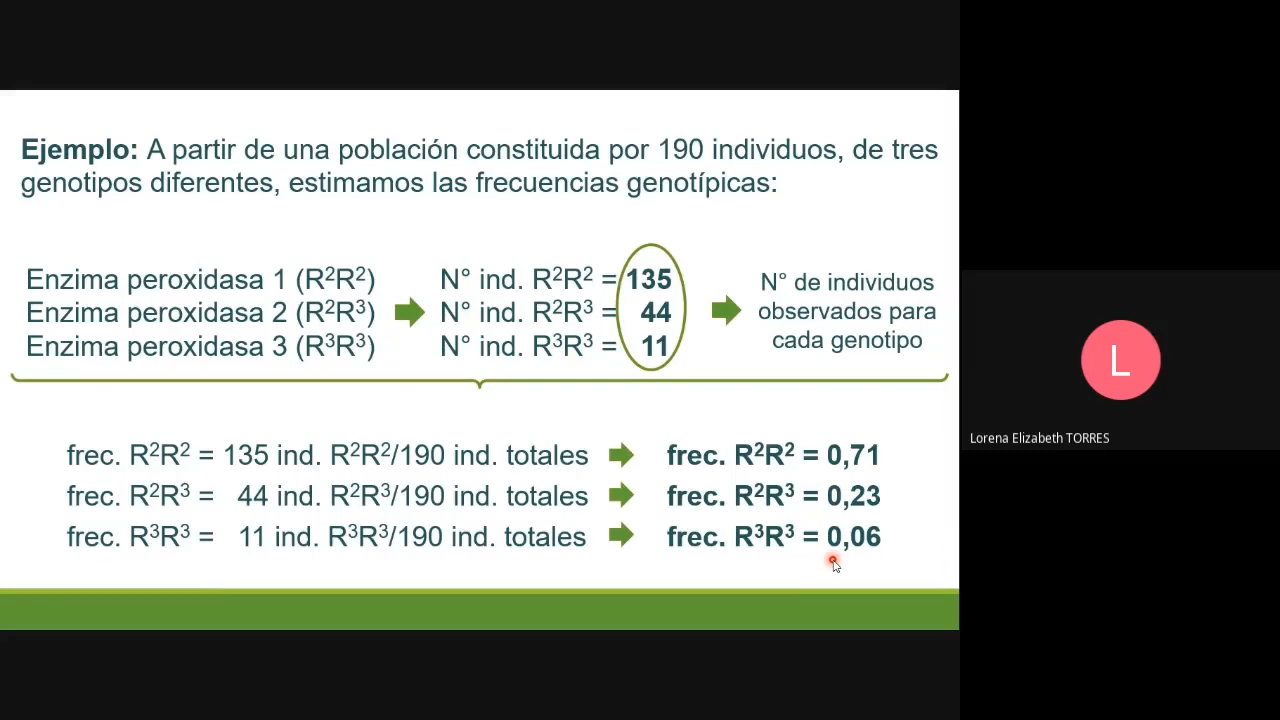 Ejemplo: A partir de una población constituida por 190 individuos, de tres
genotipos diferentes, estimamos las frecuencias genotípicas:
Enzima peroxidasa 1 (R²R²)
Enzima peroxidasa 2 (R²R³)
Enzima peroxidasa 3 (R³R³)
N° ind. R²R² = 135
N° ind. R²R³ = 44
N° ind. R³R³ = 11
N° de individuos
observados para
cada genotipo
frec. R²R² = 135 ind. R²R²/190 ind. totales
frec. R²R³ = 44 ind. R²R³/190 ind. totales
frec. R³R³ = 11 ind. R³R³/190 ind. totales
frec. R²R² = 0,71
frec. R²R³ = 0,23
frec. R³R³ = 0,06
L
Lorena Elizabeth TORRES